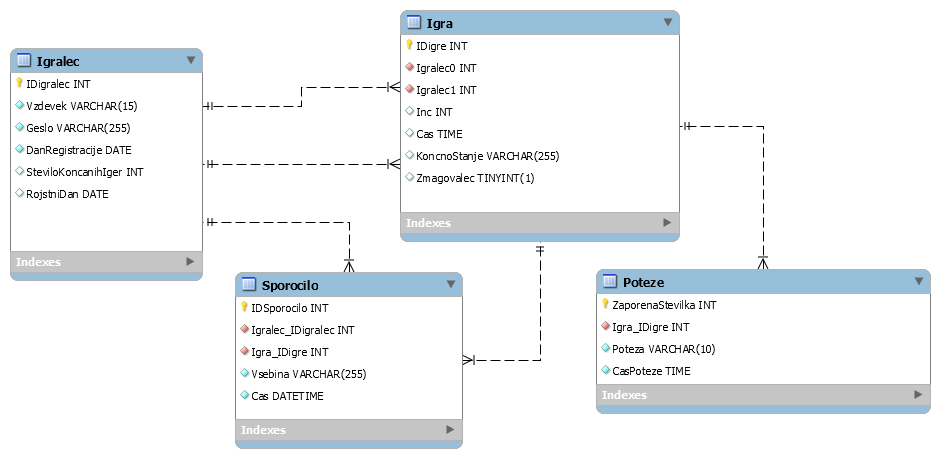 Igralec
IDigralec INT
Vzdevek VARCHAR(15)
Geslo VARCHAR(255)
DanRegistracije DATE
SteviloKoncanihIger INT
RojstniDan DATE
Indexes
Igra
IDigre INT
Igralec0 INT
Igralec1 INT
Inc INT
Cas TIME
KoncnoStanje VARCHAR(255)
Zmagovalec TINYINT(1)
Indexes
Sporocilo
IDSporocilo INT
Igralec_IDigralec INT
Igra_IDigre INT
Vsebina VARCHAR(255)
Cas DATETIME
Indexes
Poteze
ZaporenaStevilka INT
Igra_IDigre INT
Poteza VARCHAR(10)
CasPoteze TIME
Indexes